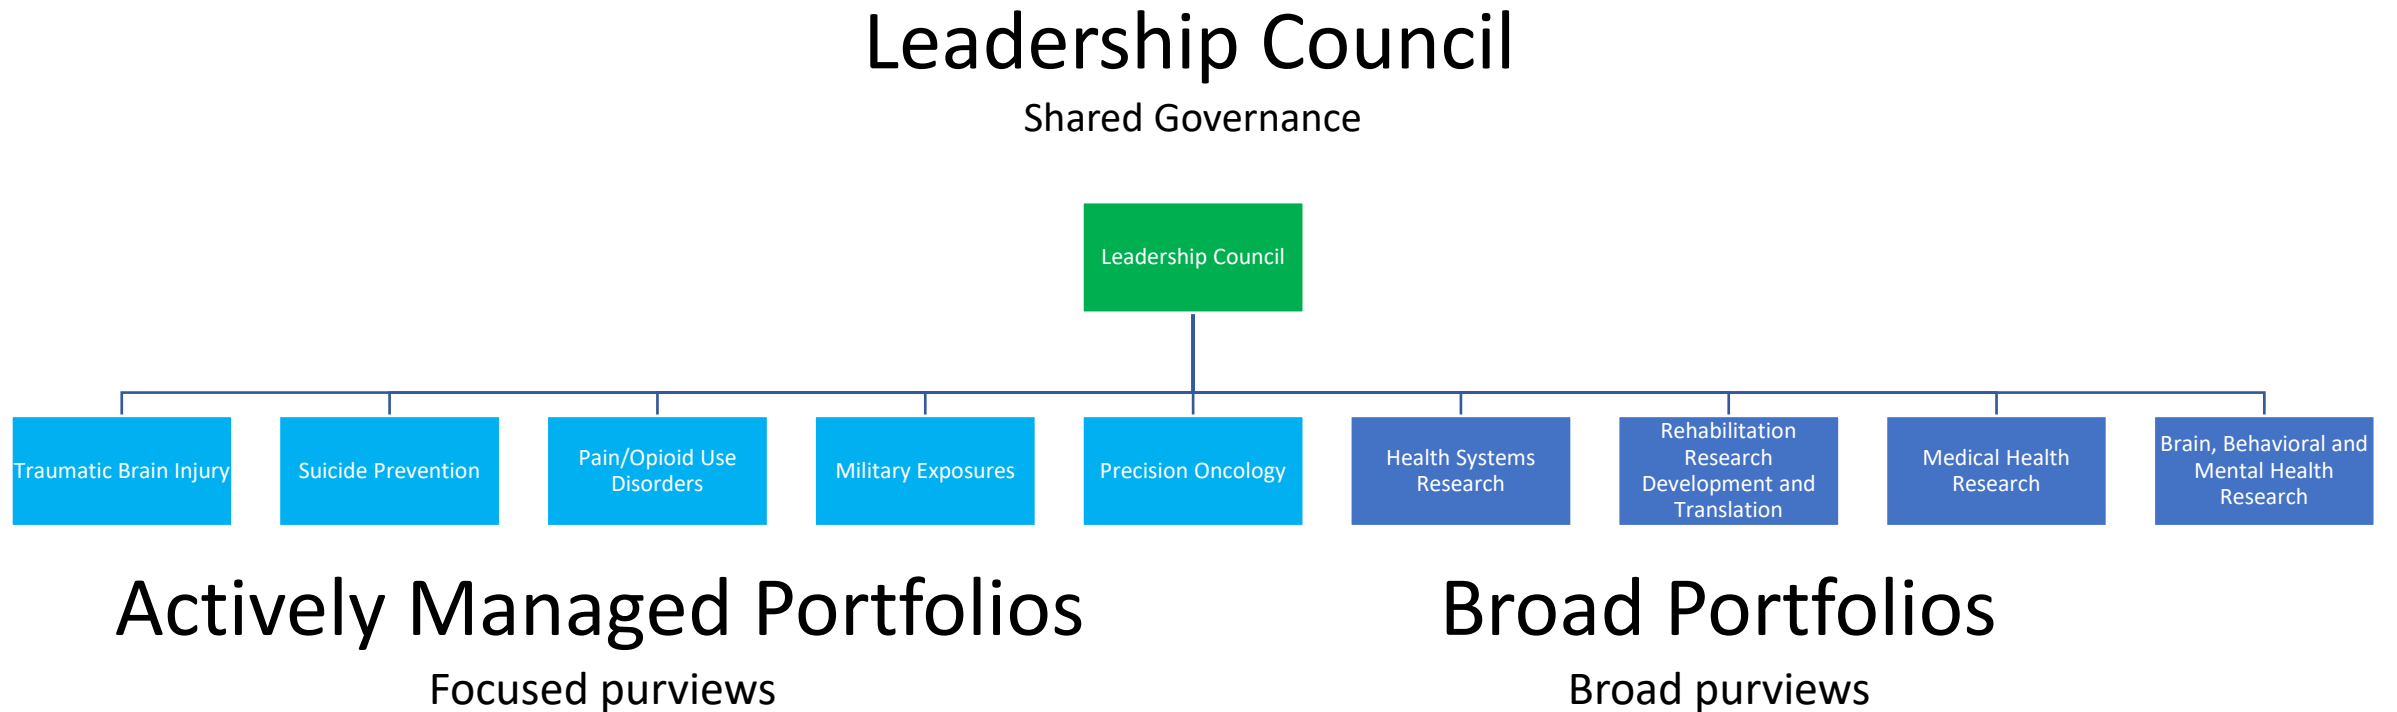 Leadership Council
Shared Governance
Leadership Council
Traumatic Brain Injury
Suicide Prevention
Pain/Opioid Use
Disorders
Military Exposures
Precision Oncology
Health Systems
Research
Rehabilitation
Research
Development and
Translation
Medical Health
Research
Brain, Behavioral and
Mental Health
Research
Actively Managed Portfolios
Focused purviews
Broad Portfolios
Broad purviews